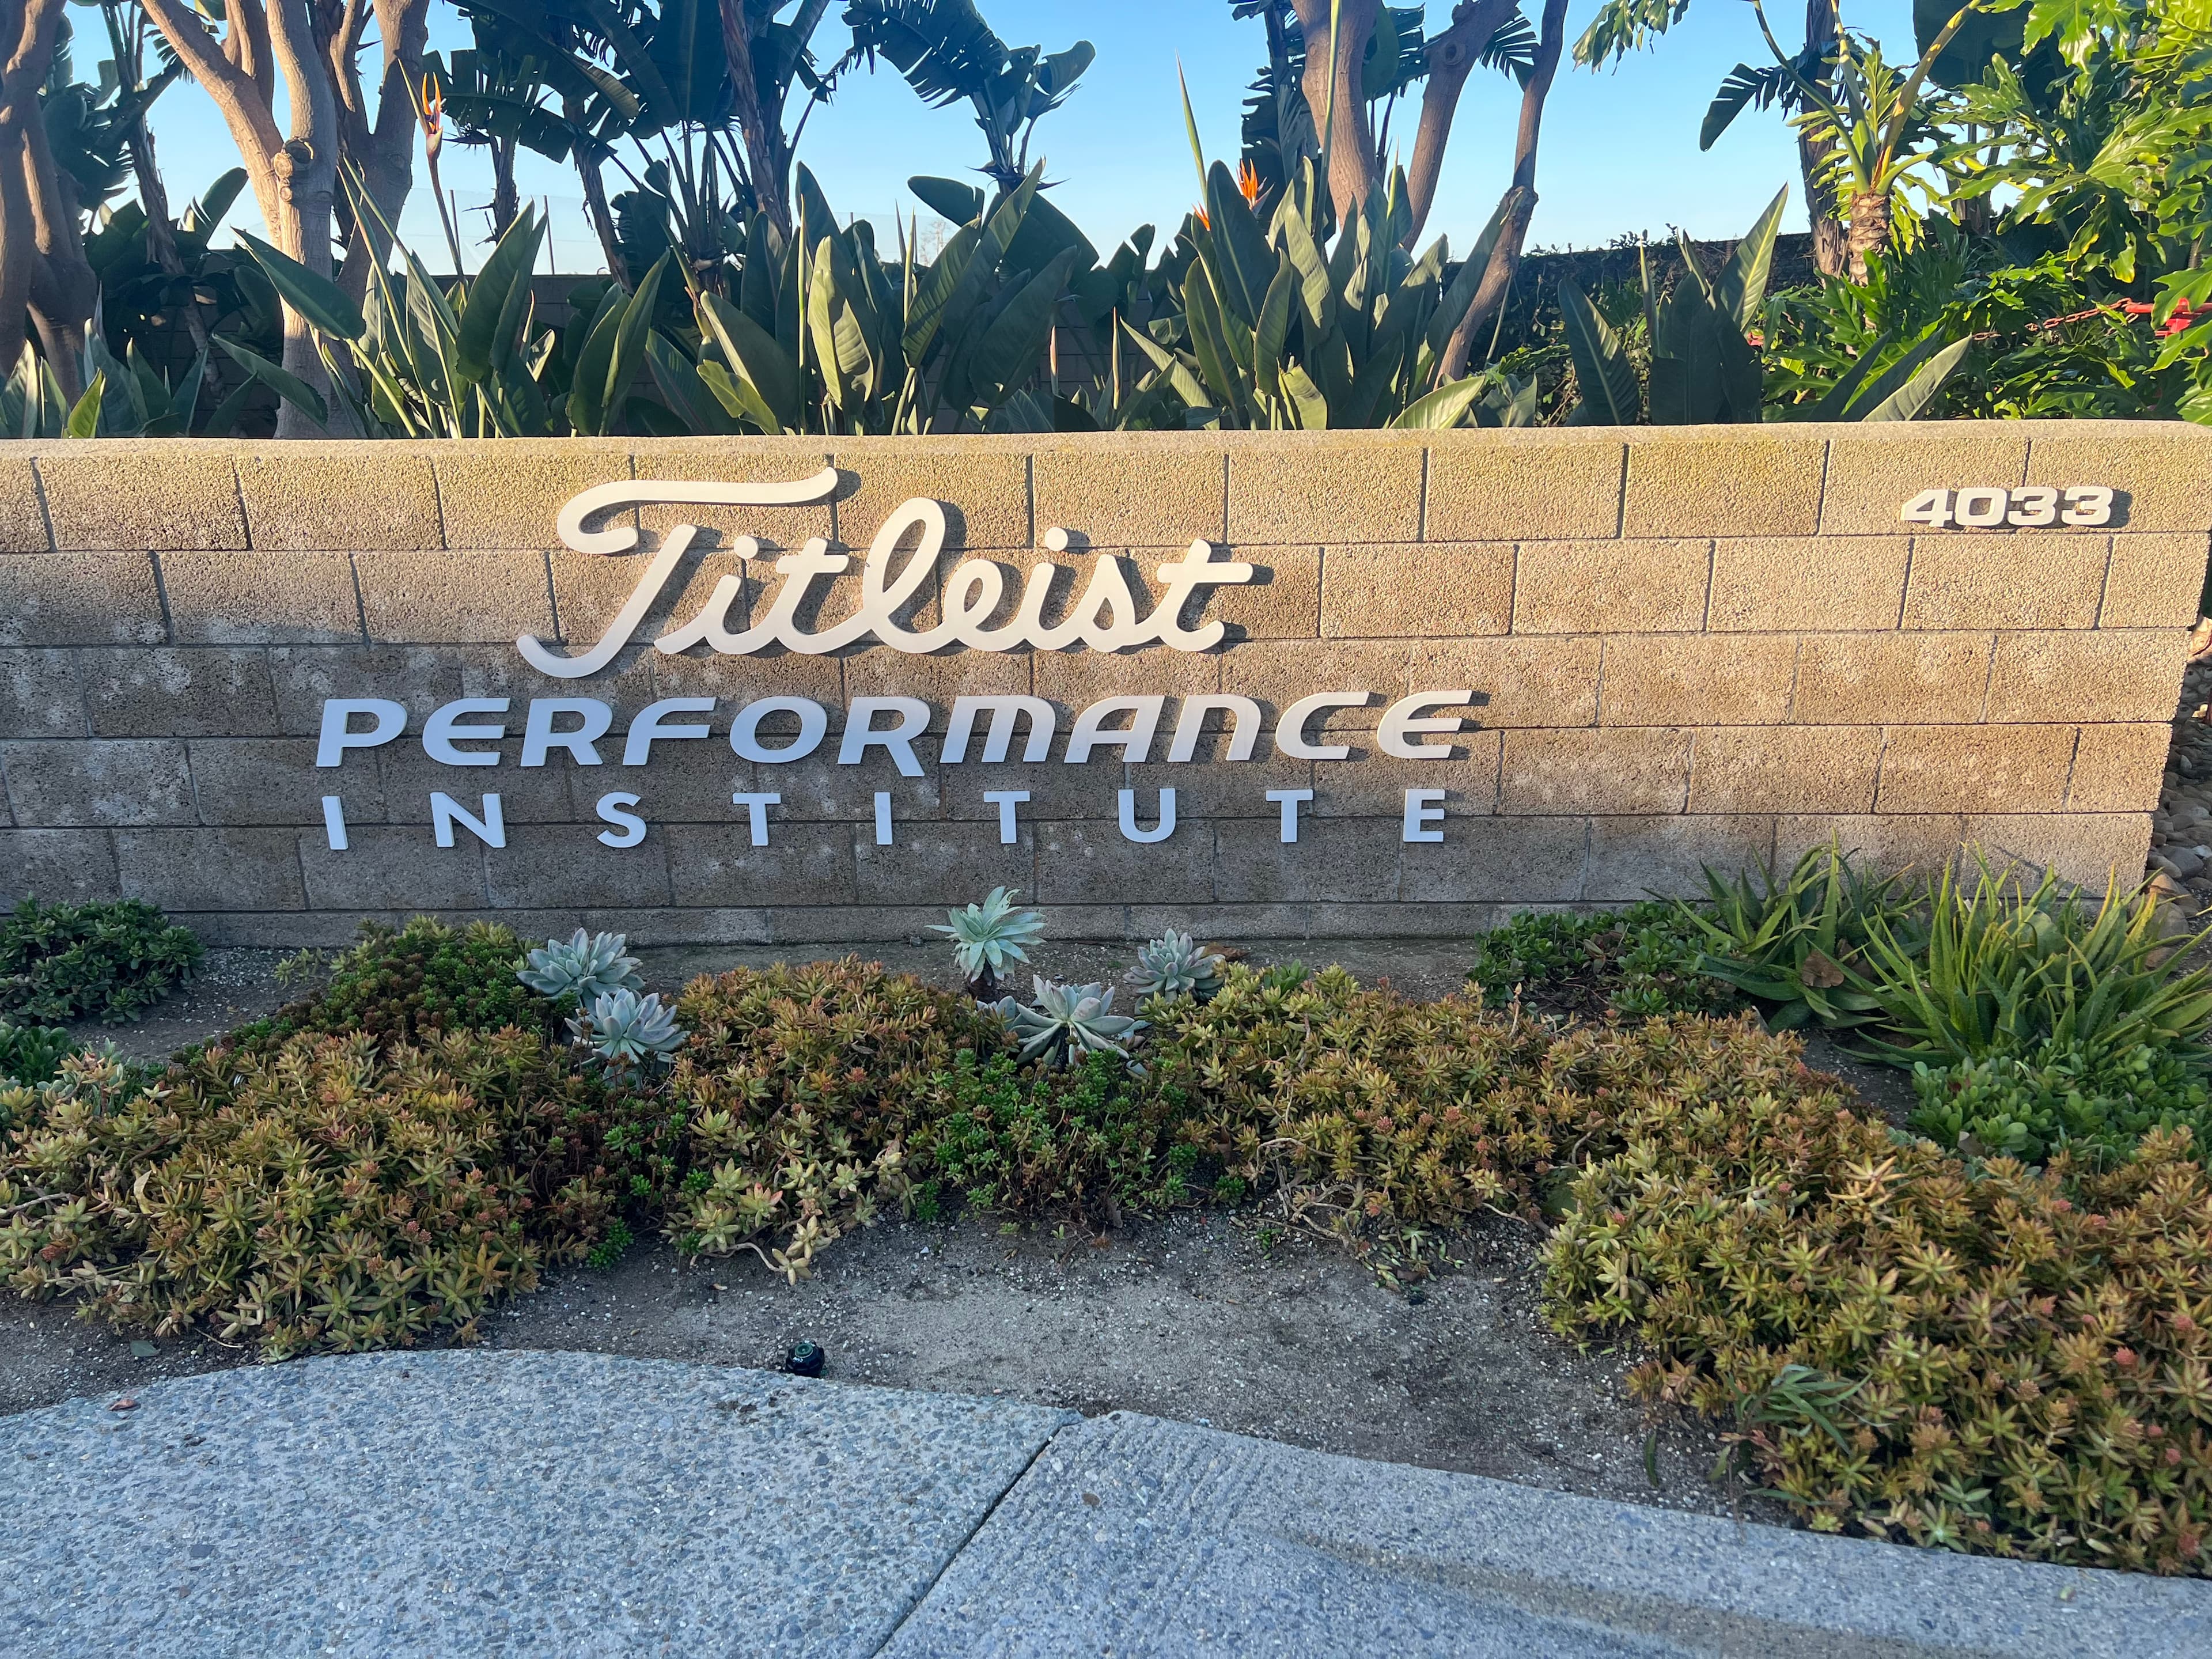 Titleist
PERFORMANCE
INSTITUTE
4033